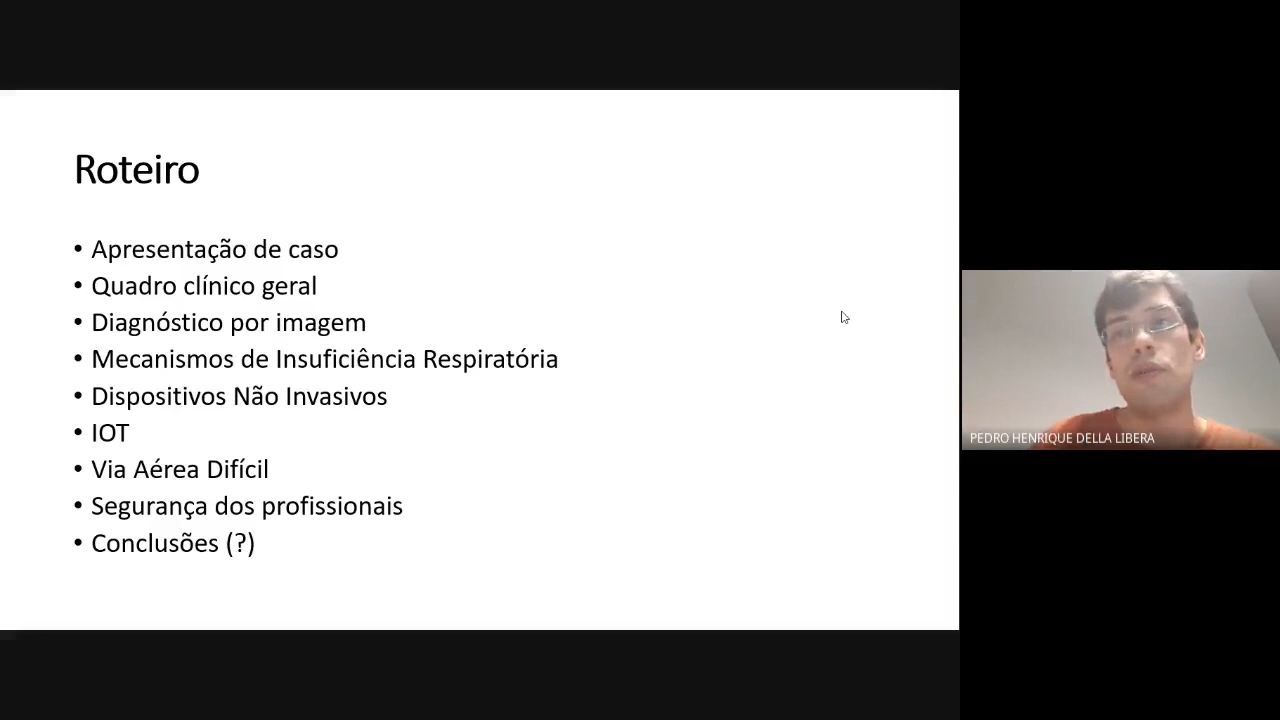 Roteiro
• Apresentação de caso
• Quadro clínico geral
• Diagnóstico por imagem
• Mecanismos de Insuficiência Respiratória
• Dispositivos Não Invasivos
• IOT
• Via Aérea Difícil
• Segurança dos profissionais
• Conclusões (?)
PEDRO HENRIQUE DELLA LIBERA